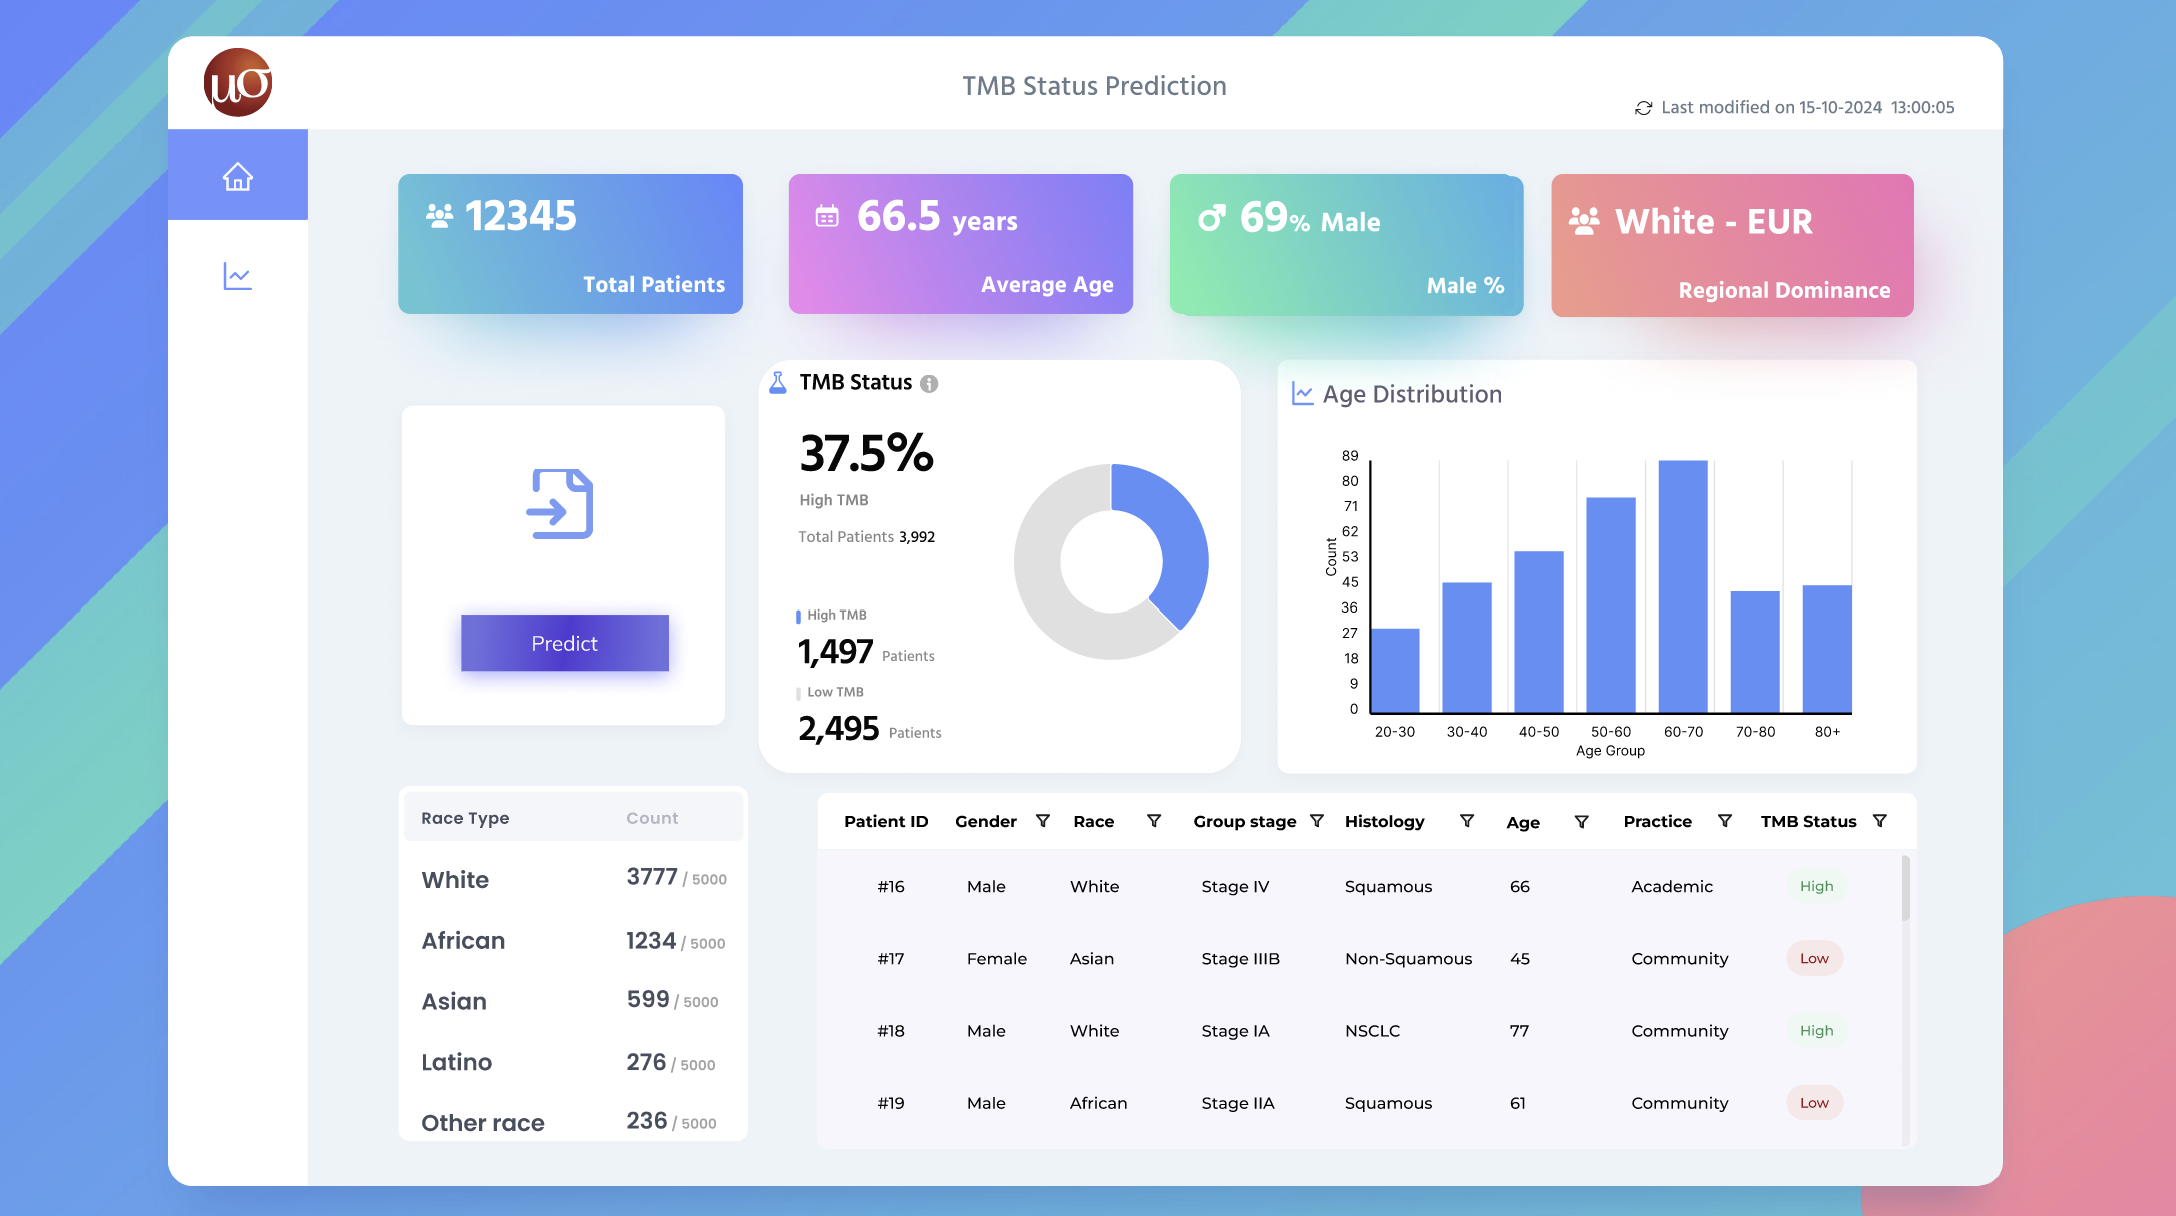 μσ
TMB Status Prediction
Last modified on 15-10-2024 13:00:05
12345
Total Patients
66.5 years
Average Age
69% Male
Male %
White - EUR
Regional Dominance
Predict
TMB Status
37.5%
High TMB
Total Patients 3,992
High TMB
1,497 Patients
Low TMB
2,495 Patients
Age Distribution
Count
89
80
71
62
53
45
36
27
18
9
0
20-30 30-40 40-50 50-60 60-70 70-80 80+
Age Group
Race Type Count
White 3777 / 5000
African 1234 / 5000
Asian 599 / 5000
Latino 276 / 5000
Other race 236 / 5000
Patient ID Gender Race Group stage Histology Age Practice TMB Status
#16 Male White Stage IV Squamous 66 Academic High
#17 Female Asian Stage IIIB Non-Squamous 45 Community Low
#18 Male White Stage IA NSCLC 77 Community High
#19 Male African Stage IIA Squamous 61 Community Low